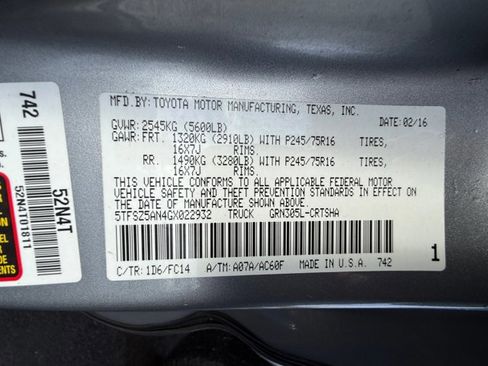 MFD.BY: TOYOTA MOTOR MANUFACTURING, TEXAS, INC.
GVWR: 2545KG (5600LB) DATE: 02/16
GAWR: FRT. 1320KG (2910LB) WITH P245/75R16 TIRES,
16X7J RIMS.
RR. 1490KG (3280LB) WITH P245/75R16 TIRES,
16X7J RIMS.
THIS VEHICLE CONFORMS TO ALL APPLICABLE FEDERAL MOTOR
VEHICLE SAFETY AND THEFT PREVENTION STANDARDS IN EFFECT ON
THE DATE OF MANUFACTURE SHOWN ABOVE.
5TFSZ5AN4GX022932 TRUCK GRN305L-CRTSHA
1
C/TR: 1D6/FC14 A/TM: A07A/AC60F MADE IN U.S.A. 742
742
52N4T
52N4T01811